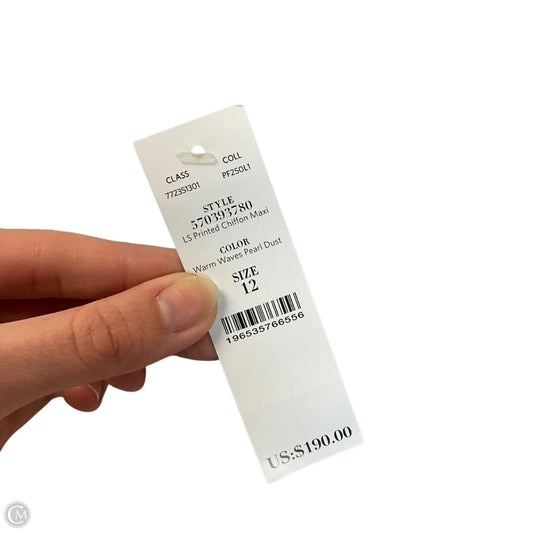 CLASS COLL
772351301 PF250L1
STYLE
570393780
LS Printed Chiffon Maxi
COLOR
Warm Waves Pearl Dust
SIZE
12
196535766556
US:$190.00
CM